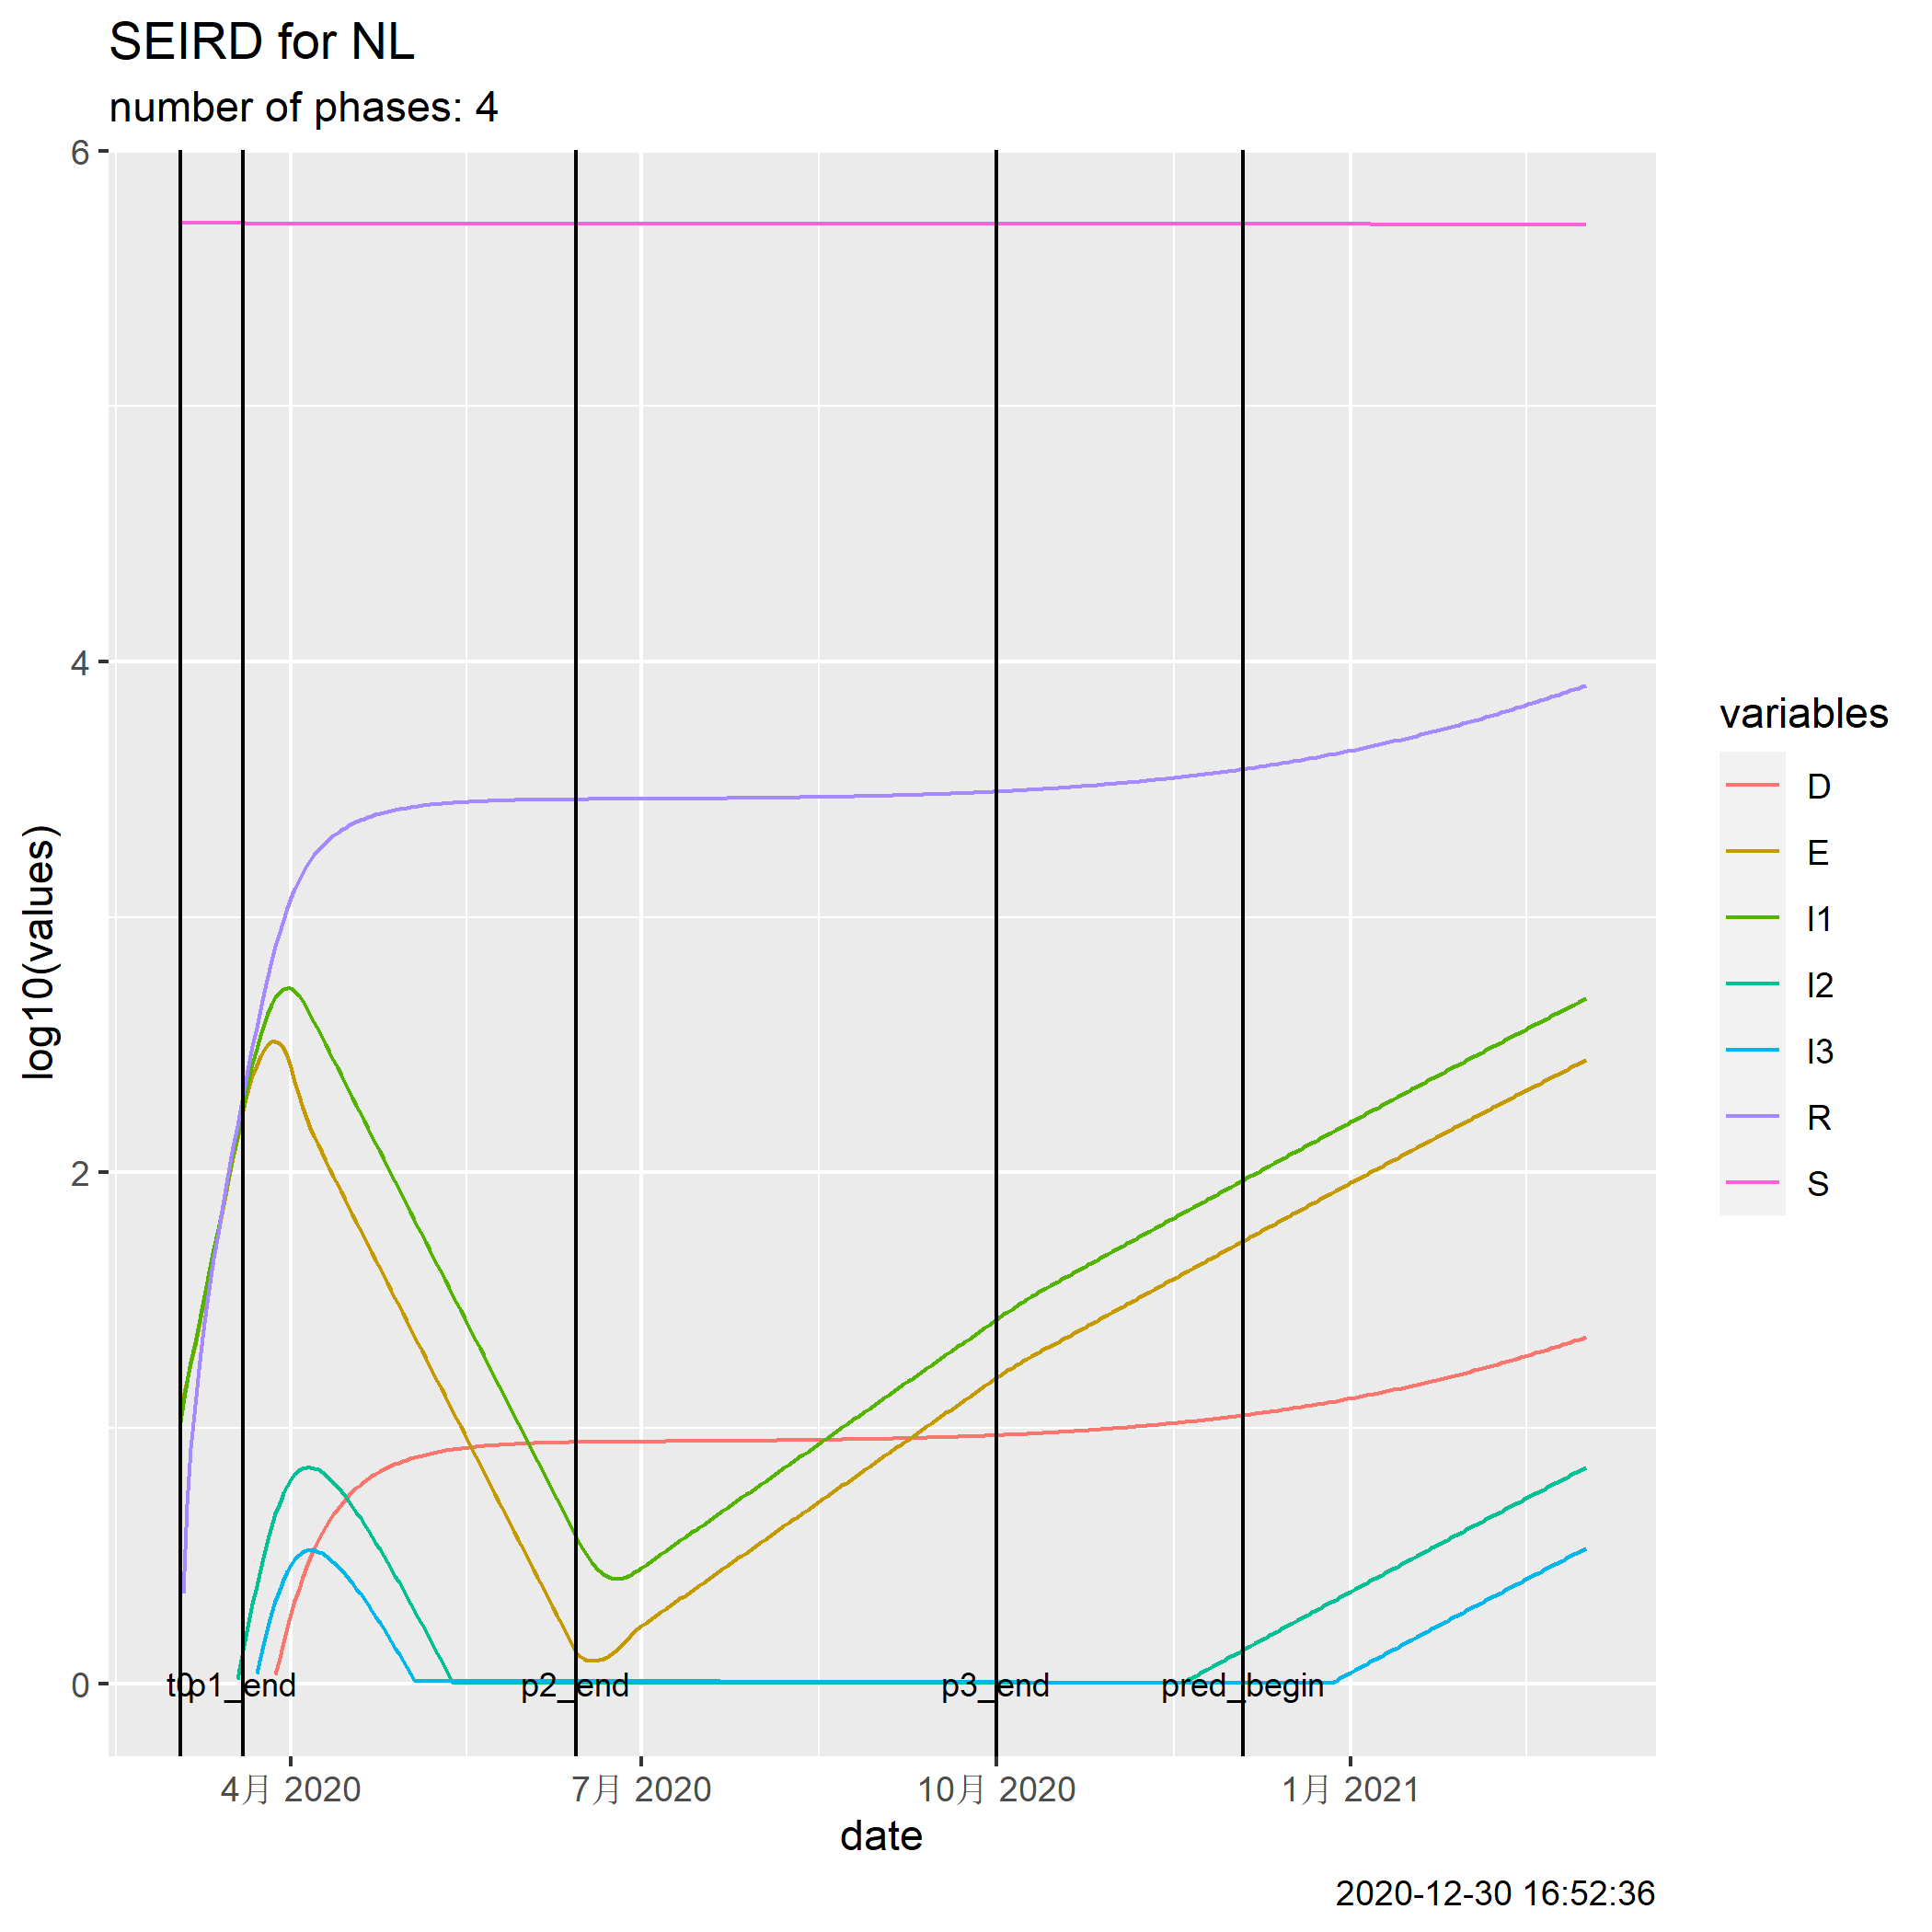 SEIRD for NL
number of phases: 4
log10(values)
6
4
2
0
t0
p1_end
p2_end
p3_end
pred_begin
4月 2020
7月 2020
10月 2020
1月 2021
date
variables
D
E
I1
I2
I3
R
S
2020-12-30 16:52:36